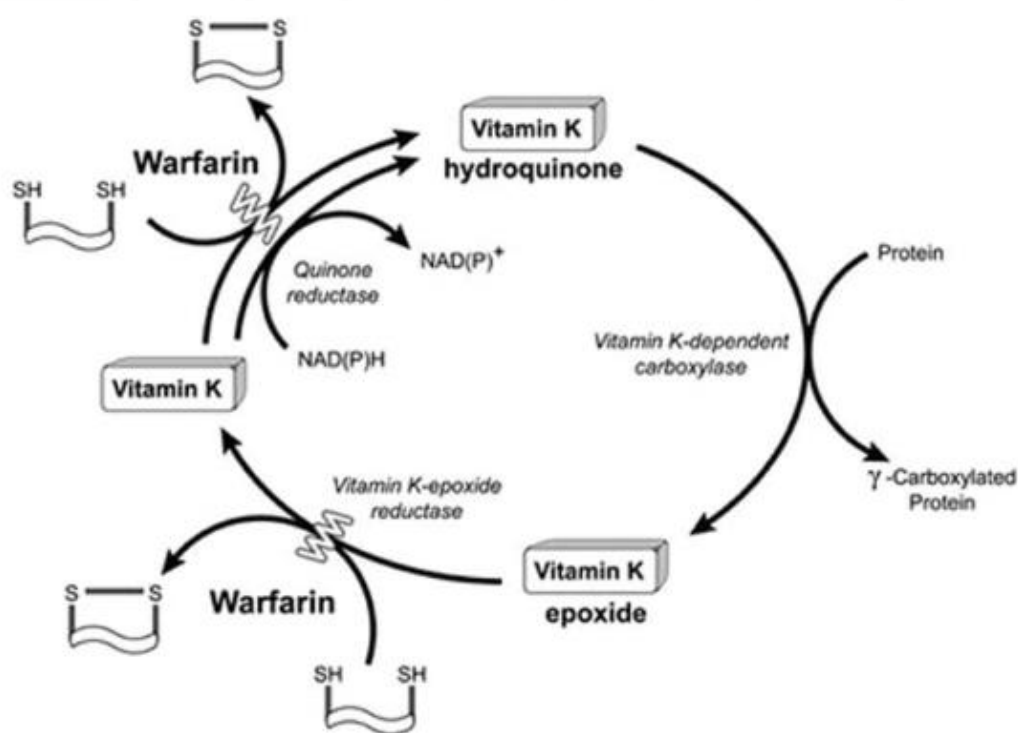 S S
Warfarin
SH SH
Vitamin K
hydroquinone
NAD(P)+
Quinone
reductase
NAD(P)H
Vitamin K
Protein
Vitamin K-dependent
carboxylase
γ-Carboxylated
Protein
Vitamin K-epoxide
reductase
Vitamin K
epoxide
S S
Warfarin
SH SH